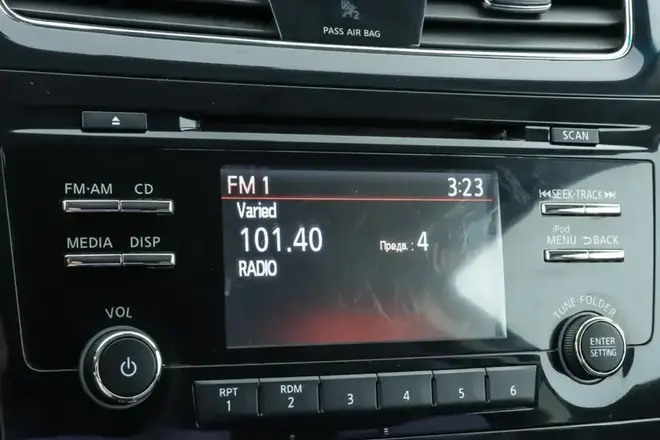 PASS AIR BAG
SCAN
FM·AM CD
FM 1 3:23
SEEK·TRACK
Varied
101.40 Предв. : 4
RADIO
MEDIA DISP
iPod
MENU BACK
VOL
TUNE·FOLDER
ENTER
SETTING
RPT RDM
1 2 3 4 5 6